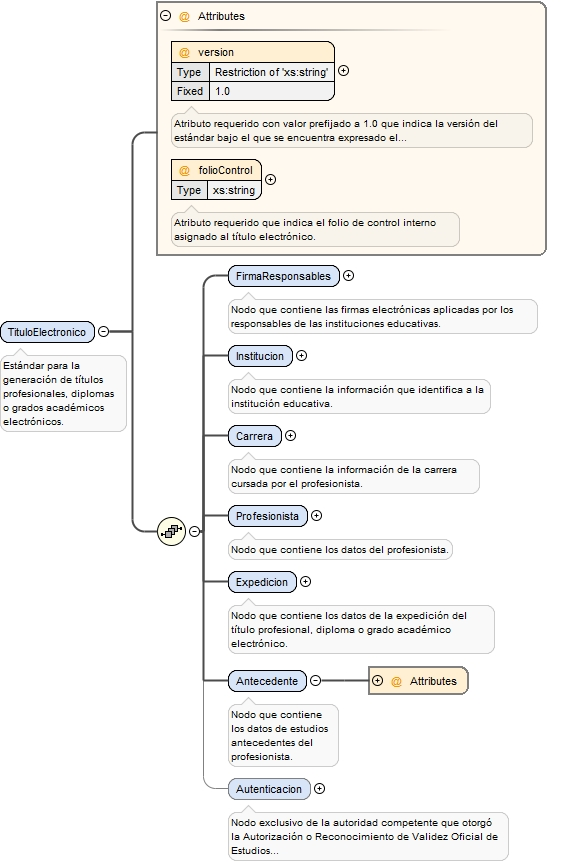 @ Attributes
@ version
Type Restriction of 'xs:string'
Fixed 1.0
Atributo requerido con valor prefijado a 1.0 que indica la versión del
estándar bajo el que se encuentra expresado el...
@ folioControl
Type xs:string
Atributo requerido que indica el folio de control interno
asignado al título electrónico.
TituloElectronico
Estándar para la
generación de títulos
profesionales, diplomas
o grados académicos
electrónicos.
FirmaResponsables
Nodo que contiene las firmas electrónicas aplicadas por los
responsables de las instituciones educativas.
Institucion
Nodo que contiene la información que identifica a la
institución educativa.
Carrera
Nodo que contiene la información de la carrera
cursada por el profesionista.
Profesionista
Nodo que contiene los datos del profesionista.
Expedicion
Nodo que contiene los datos de la expedición del
título profesional, diploma o grado académico
electrónico.
Antecedente
@ Attributes
Nodo que contiene
los datos de estudios
antecedentes del
profesionista.
Autenticacion
Nodo exclusivo de la autoridad competente que otorgó
la Autorización o Reconocimiento de Validez Oficial de
Estudios...